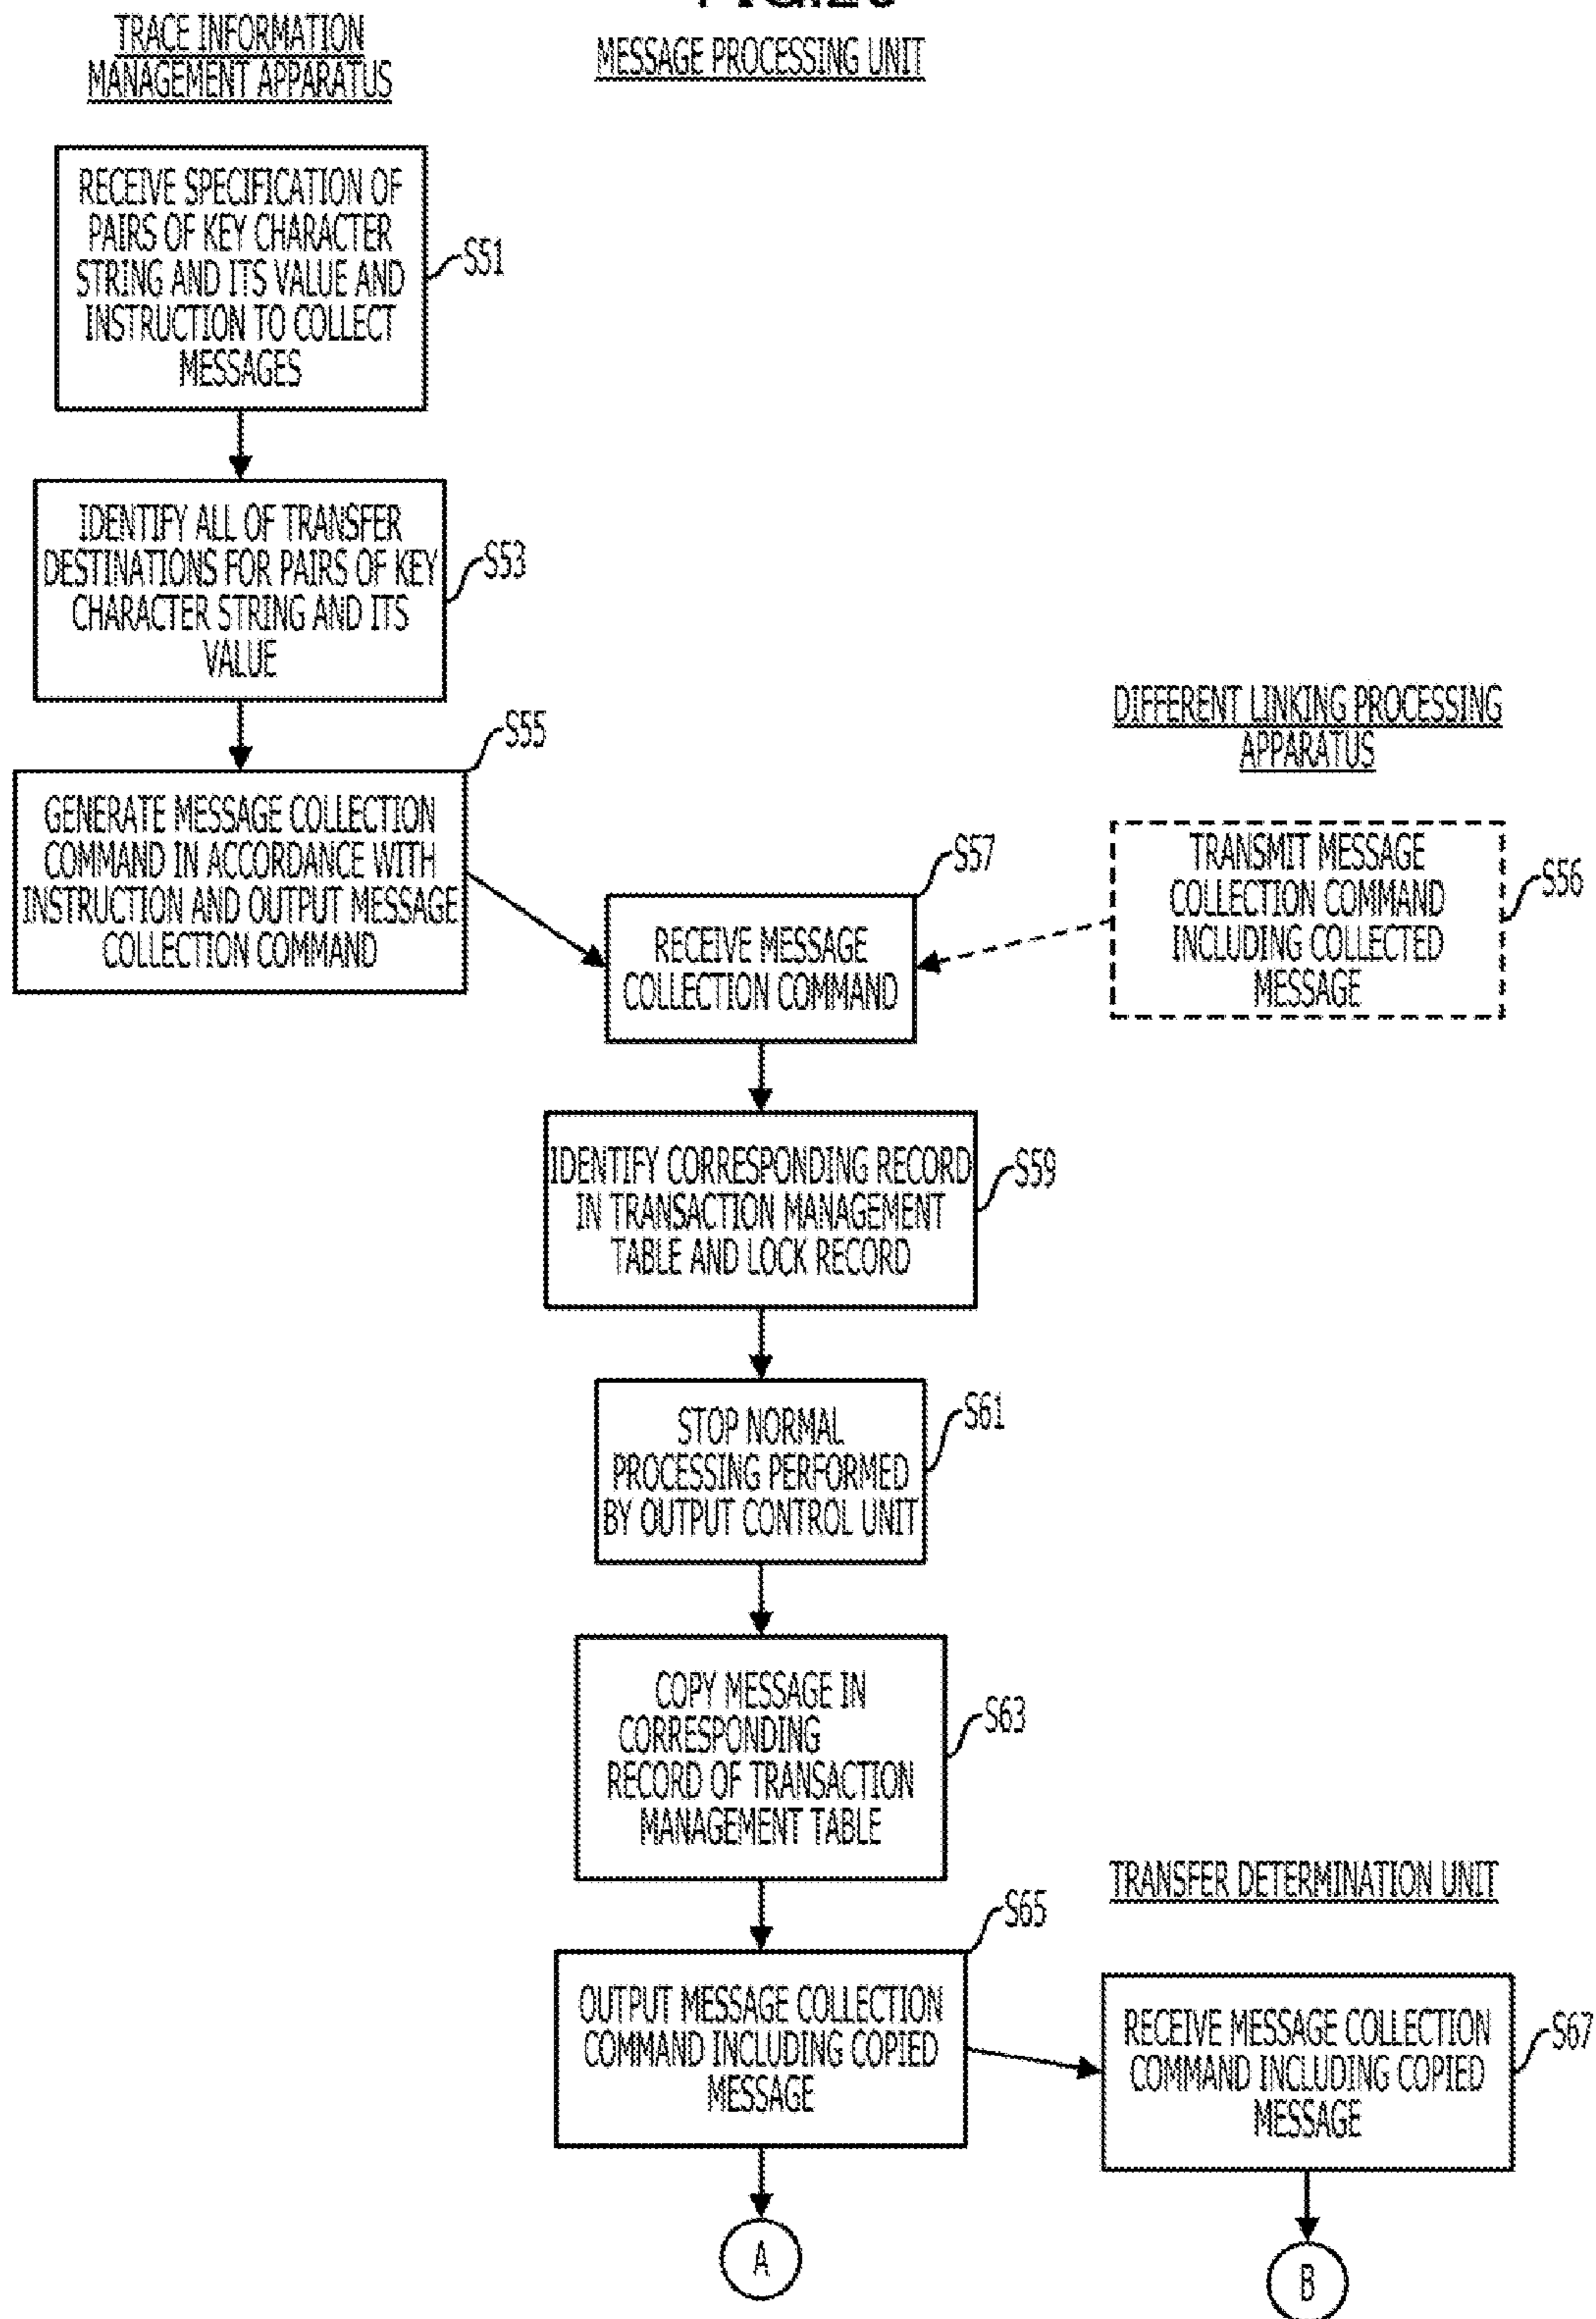 TRACE INFORMATION
MANAGEMENT APPARATUS
MESSAGE PROCESSING UNIT
RECEIVE SPECIFICATION OF
PAIRS OF KEY CHARACTER
STRING AND ITS VALUE AND
INSTRUCTION TO COLLECT
MESSAGES
S51
IDENTIFY ALL OF TRANSFER
DESTINATIONS FOR PAIRS OF KEY
CHARACTER STRING AND ITS
VALUE
S53
S55
GENERATE MESSAGE COLLECTION
COMMAND IN ACCORDANCE WITH
INSTRUCTION AND OUTPUT MESSAGE
COLLECTION COMMAND
DIFFERENT LINKING PROCESSING
APPARATUS
TRANSMIT MESSAGE
COLLECTION COMMAND
INCLUDING COLLECTED
MESSAGE
S56
S57
RECEIVE MESSAGE
COLLECTION COMMAND
IDENTIFY CORRESPONDING RECORD
IN TRANSACTION MANAGEMENT
TABLE AND LOCK RECORD
S59
STOP NORMAL
PROCESSING PERFORMED
BY OUTPUT CONTROL UNIT
S61
COPY MESSAGE IN
CORRESPONDING
RECORD OF TRANSACTION
MANAGEMENT TABLE
S63
TRANSFER DETERMINATION UNIT
S65
OUTPUT MESSAGE COLLECTION
COMMAND INCLUDING COPIED
MESSAGE
RECEIVE MESSAGE COLLECTION
COMMAND INCLUDING COPIED
MESSAGE
S67
A
B